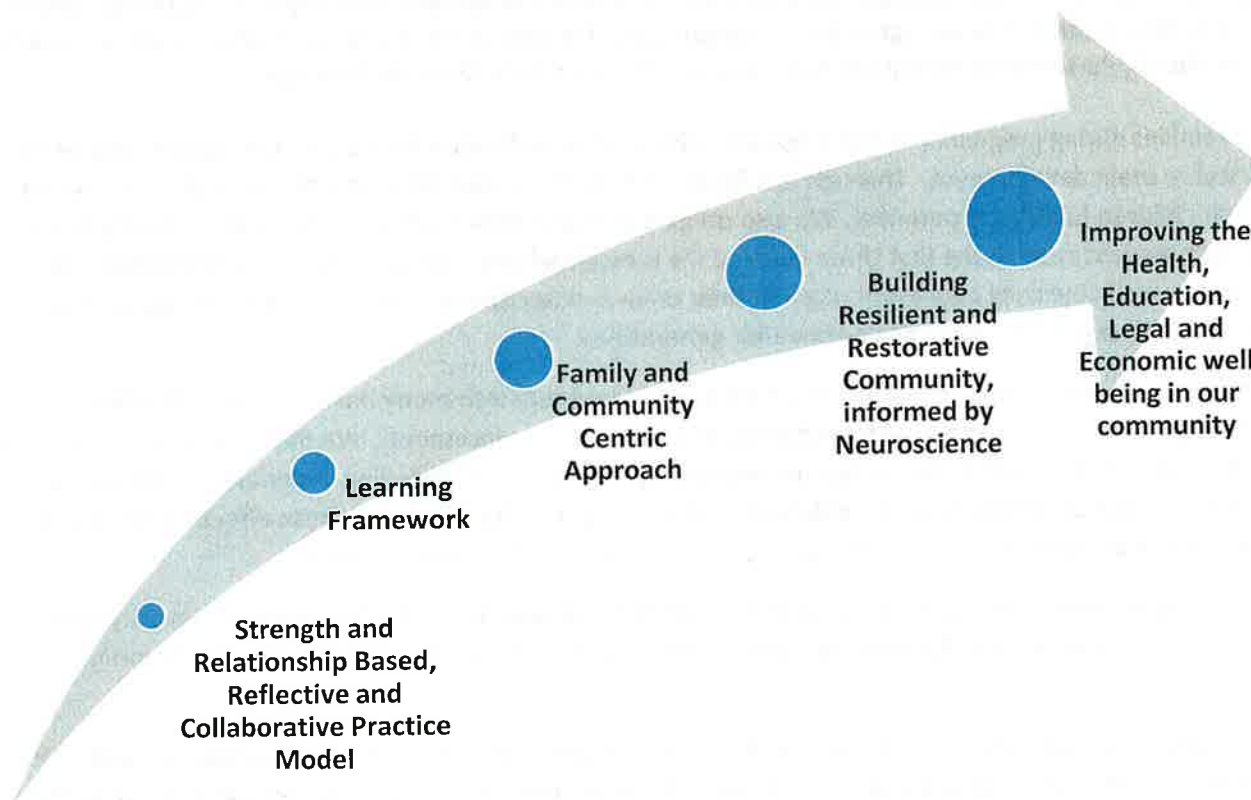 Strength and
Relationship Based,
Reflective and
Collaborative Practice
Model
Learning
Framework
Family and
Community
Centric
Approach
Building
Resilient and
Restorative
Community,
informed by
Neuroscience
Improving the
Health,
Education,
Legal and
Economic well
being in our
community